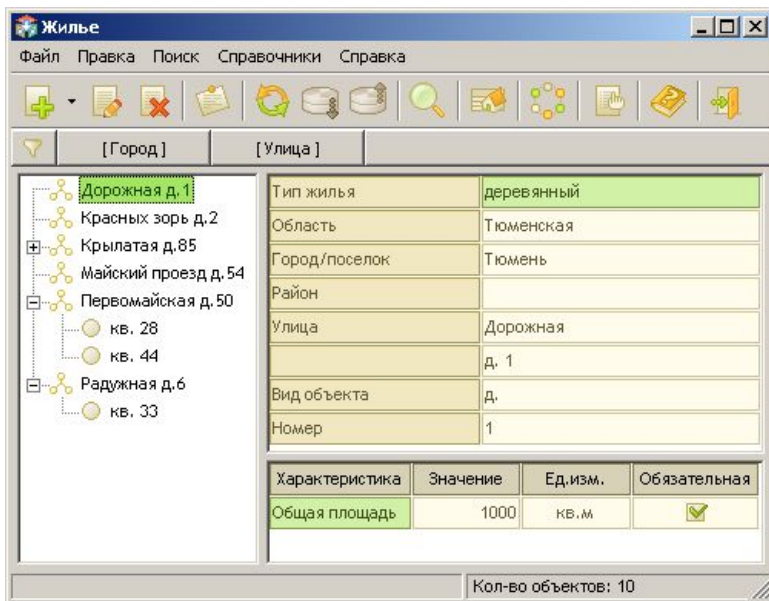 Жилье
Файл Правка Поиск Справочники Справка
[Город] [Улица]
Дорожная д.1
Красных зорь д.2
Крылатая д.85
Майский проезд д.54
Первомайская д.50
кв. 28
кв. 44
Радужная д.6
кв. 33
Тип жилья деревянный
Область Тюменская
Город/поселок Тюмень
Район
Улица Дорожная
д. 1
Вид объекта д.
Номер 1
Характеристика Значение Ед.изм. Обязательная
Общая площадь 1000 кв.м
Кол-во объектов: 10